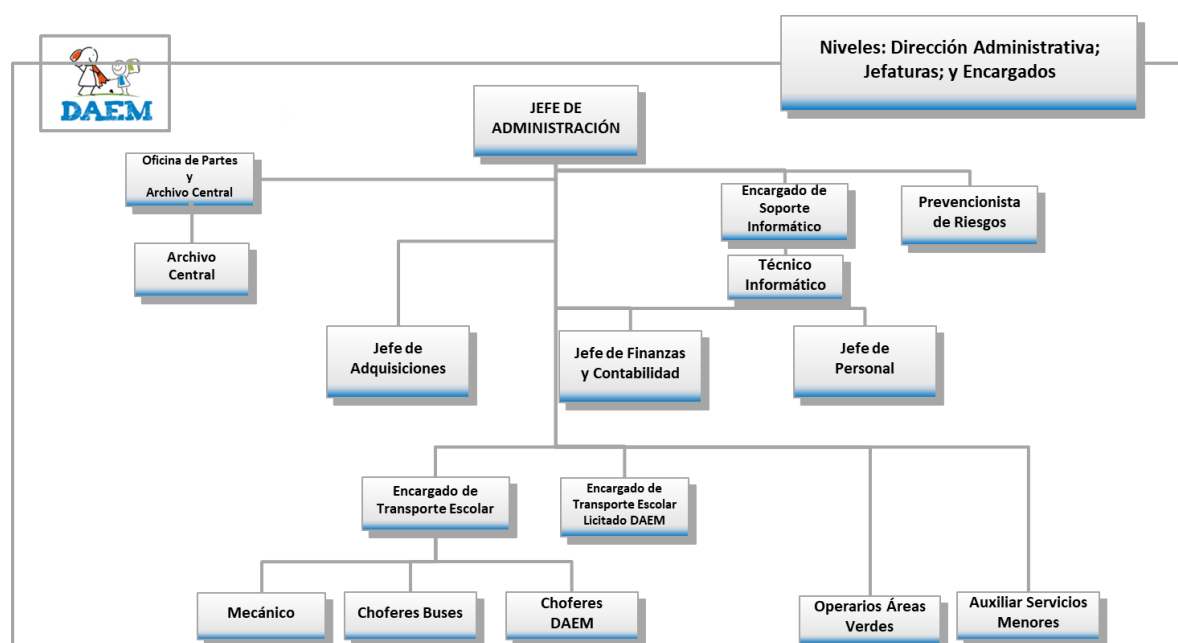 Niveles: Dirección Administrativa;
Jefaturas; y Encargados
DAEM
JEFE DE
ADMINISTRACIÓN
Oficina de Partes
y
Archivo Central
Encargado de
Soporte
Informático
Prevencionista
de Riesgos
Archivo
Central
Técnico
Informático
Jefe de
Adquisiciones
Jefe de Finanzas
y Contabilidad
Jefe de
Personal
Encargado de
Transporte Escolar
Encargado de
Transporte Escolar
Licitado DAEM
Mecánico
Choferes Buses
Choferes
DAEM
Operarios Áreas
Verdes
Auxiliar Servicios
Menores